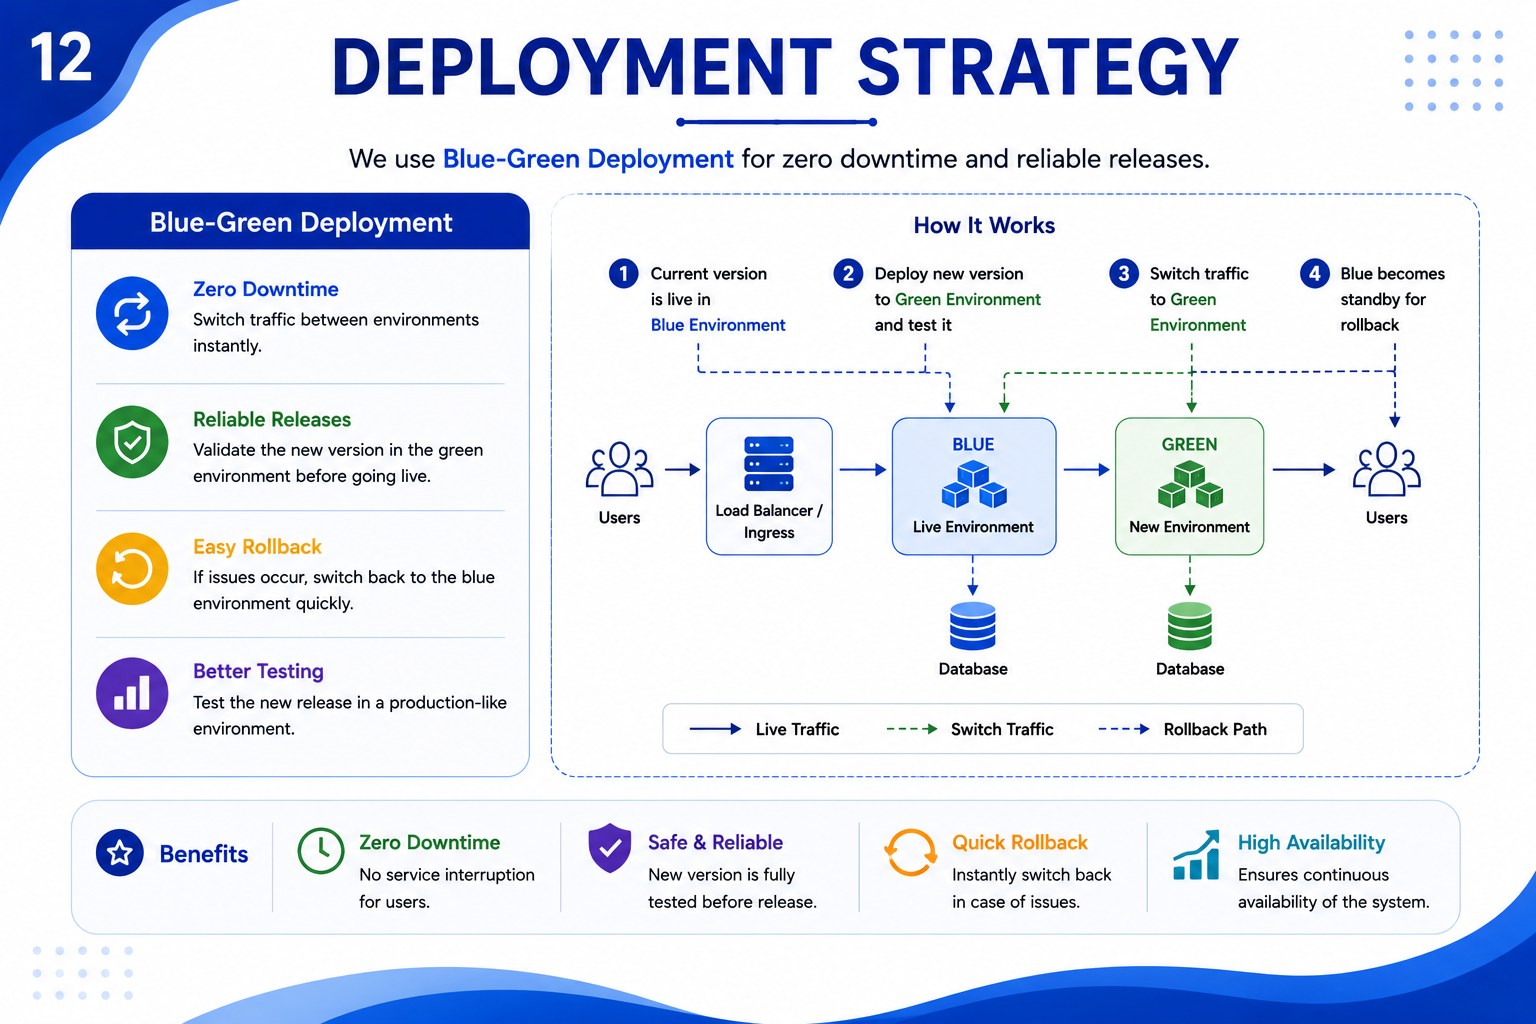 12
DEPLOYMENT STRATEGY
We use Blue-Green Deployment for zero downtime and reliable releases.
Blue-Green Deployment
Zero Downtime
Switch traffic between environments
instantly.
Reliable Releases
Validate the new version in the green
environment before going live.
Easy Rollback
If issues occur, switch back to the blue
environment quickly.
Better Testing
Test the new release in a production-like
environment.
How It Works
1
Current version
is live in
Blue Environment
2
Deploy new version
to Green Environment
and test it
3
Switch traffic
to Green
Environment
4
Blue becomes
standby for
rollback
Users
Load Balancer /
Ingress
BLUE
Live Environment
GREEN
New Environment
Users
Database
Database
Live Traffic
Switch Traffic
Rollback Path
Benefits
Zero Downtime
No service interruption
for users.
Safe & Reliable
New version is fully
tested before release.
Quick Rollback
Instantly switch back
in case of issues.
High Availability
Ensures continuous
availability of the system.